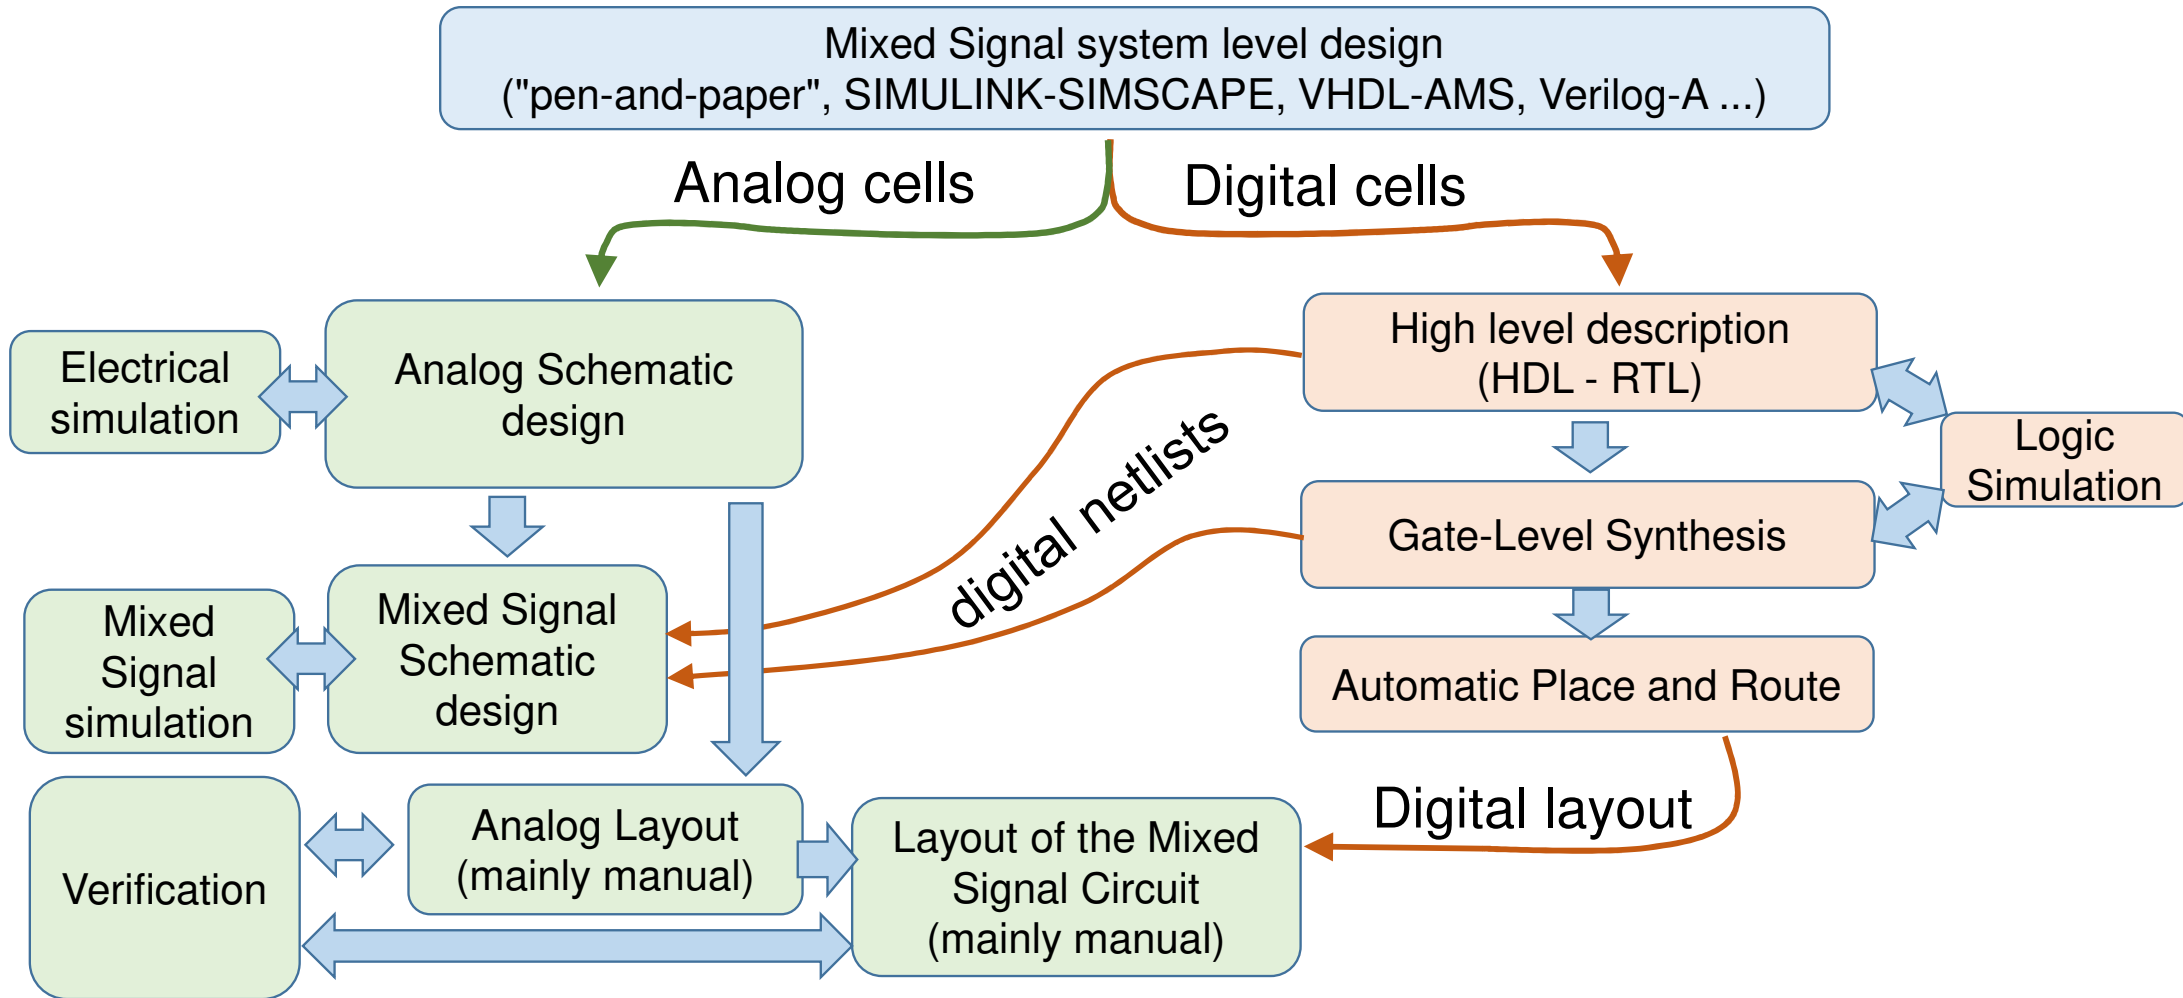 Mixed Signal system level design
("pen-and-paper", SIMULINK-SIMSCAPE, VHDL-AMS, Verilog-A ...)
Analog cells
Digital cells
Electrical
simulation
Analog Schematic
design
High level description
(HDL - RTL)
Logic
Simulation
digital netlists
Gate-Level Synthesis
Mixed
Signal
simulation
Mixed Signal
Schematic
design
Automatic Place and Route
Digital layout
Verification
Analog Layout
(mainly manual)
Layout of the Mixed
Signal Circuit
(mainly manual)